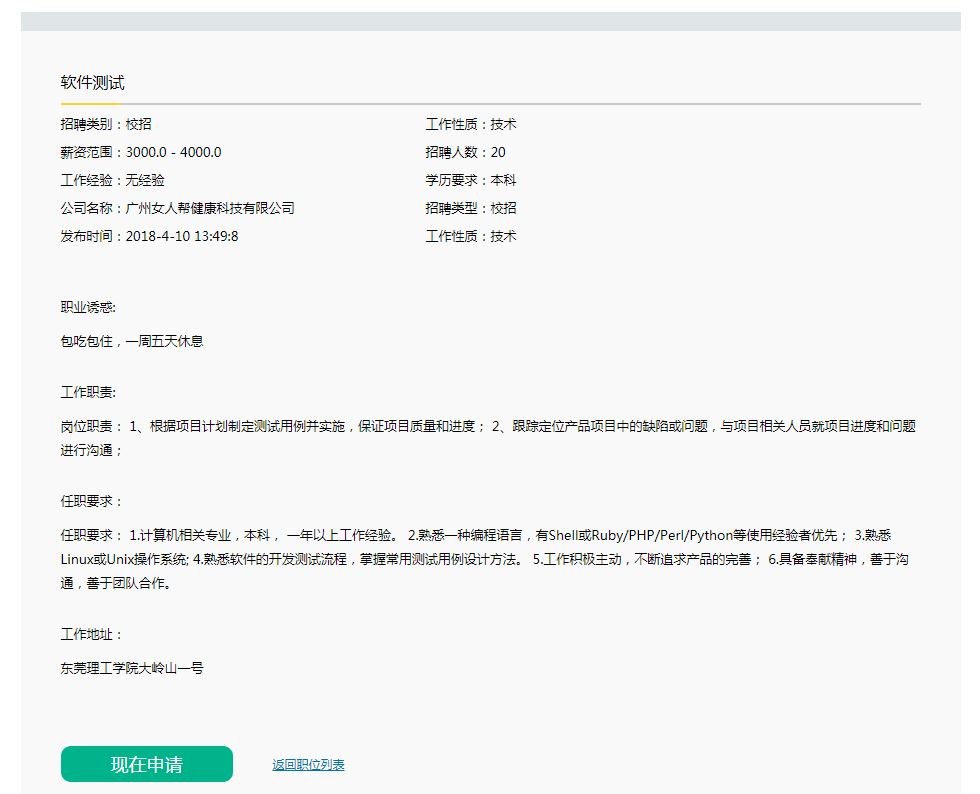 软件测试
招聘类别：校招 工作性质：技术
薪资范围：3000.0 - 4000.0 招聘人数：20
工作经验：无经验 学历要求：本科
公司名称：广州女人帮健康科技有限公司 招聘类型：校招
发布时间：2018-4-10 13:49:8 工作性质：技术
职业诱惑:
包吃包住，一周五天休息
工作职责:
岗位职责： 1、根据项目计划制定测试用例并实施，保证项目质量和进度； 2、跟踪定位产品项目中的缺陷或问题，与项目相关人员就项目进度和问题
进行沟通；
任职要求：
任职要求： 1.计算机相关专业，本科， 一年以上工作经验。 2.熟悉一种编程语言，有Shell或Ruby/PHP/Perl/Python等使用经验者优先； 3.熟悉
Linux或Unix操作系统; 4.熟悉软件的开发测试流程，掌握常用测试用例设计方法。 5.工作积极主动，不断追求产品的完善； 6.具备奉献精神，善于沟
通，善于团队合作。
工作地址：
东莞理工学院大岭山一号
现在申请 返回职位列表